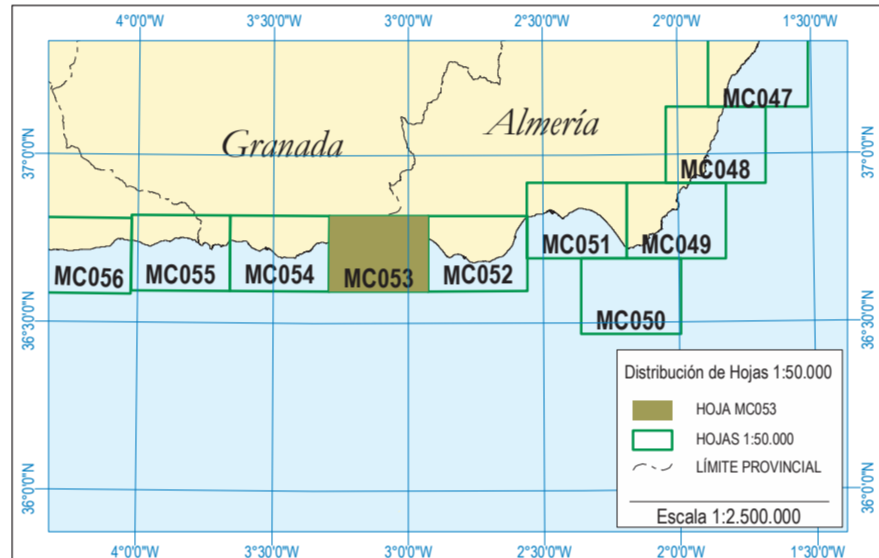 4°0'0"W 3°30'0"W 3°0'0"W 2°30'0"W 2°0'0"W 1°30'0"W
MC047
Almería
Granada
37°0'0"N 37°0'0"N
MC048
MC051 MC049
MC056 MC055 MC054 MC053 MC052
MC050
36°30'0"N 36°30'0"N
Distribución de Hojas 1:50.000
HOJA MC053
HOJAS 1:50.000
LÍMITE PROVINCIAL
Escala 1:2.500.000
36°0'0"N 36°0'0"N
4°0'0"W 3°30'0"W 3°0'0"W 2°30'0"W 2°0'0"W 1°30'0"W